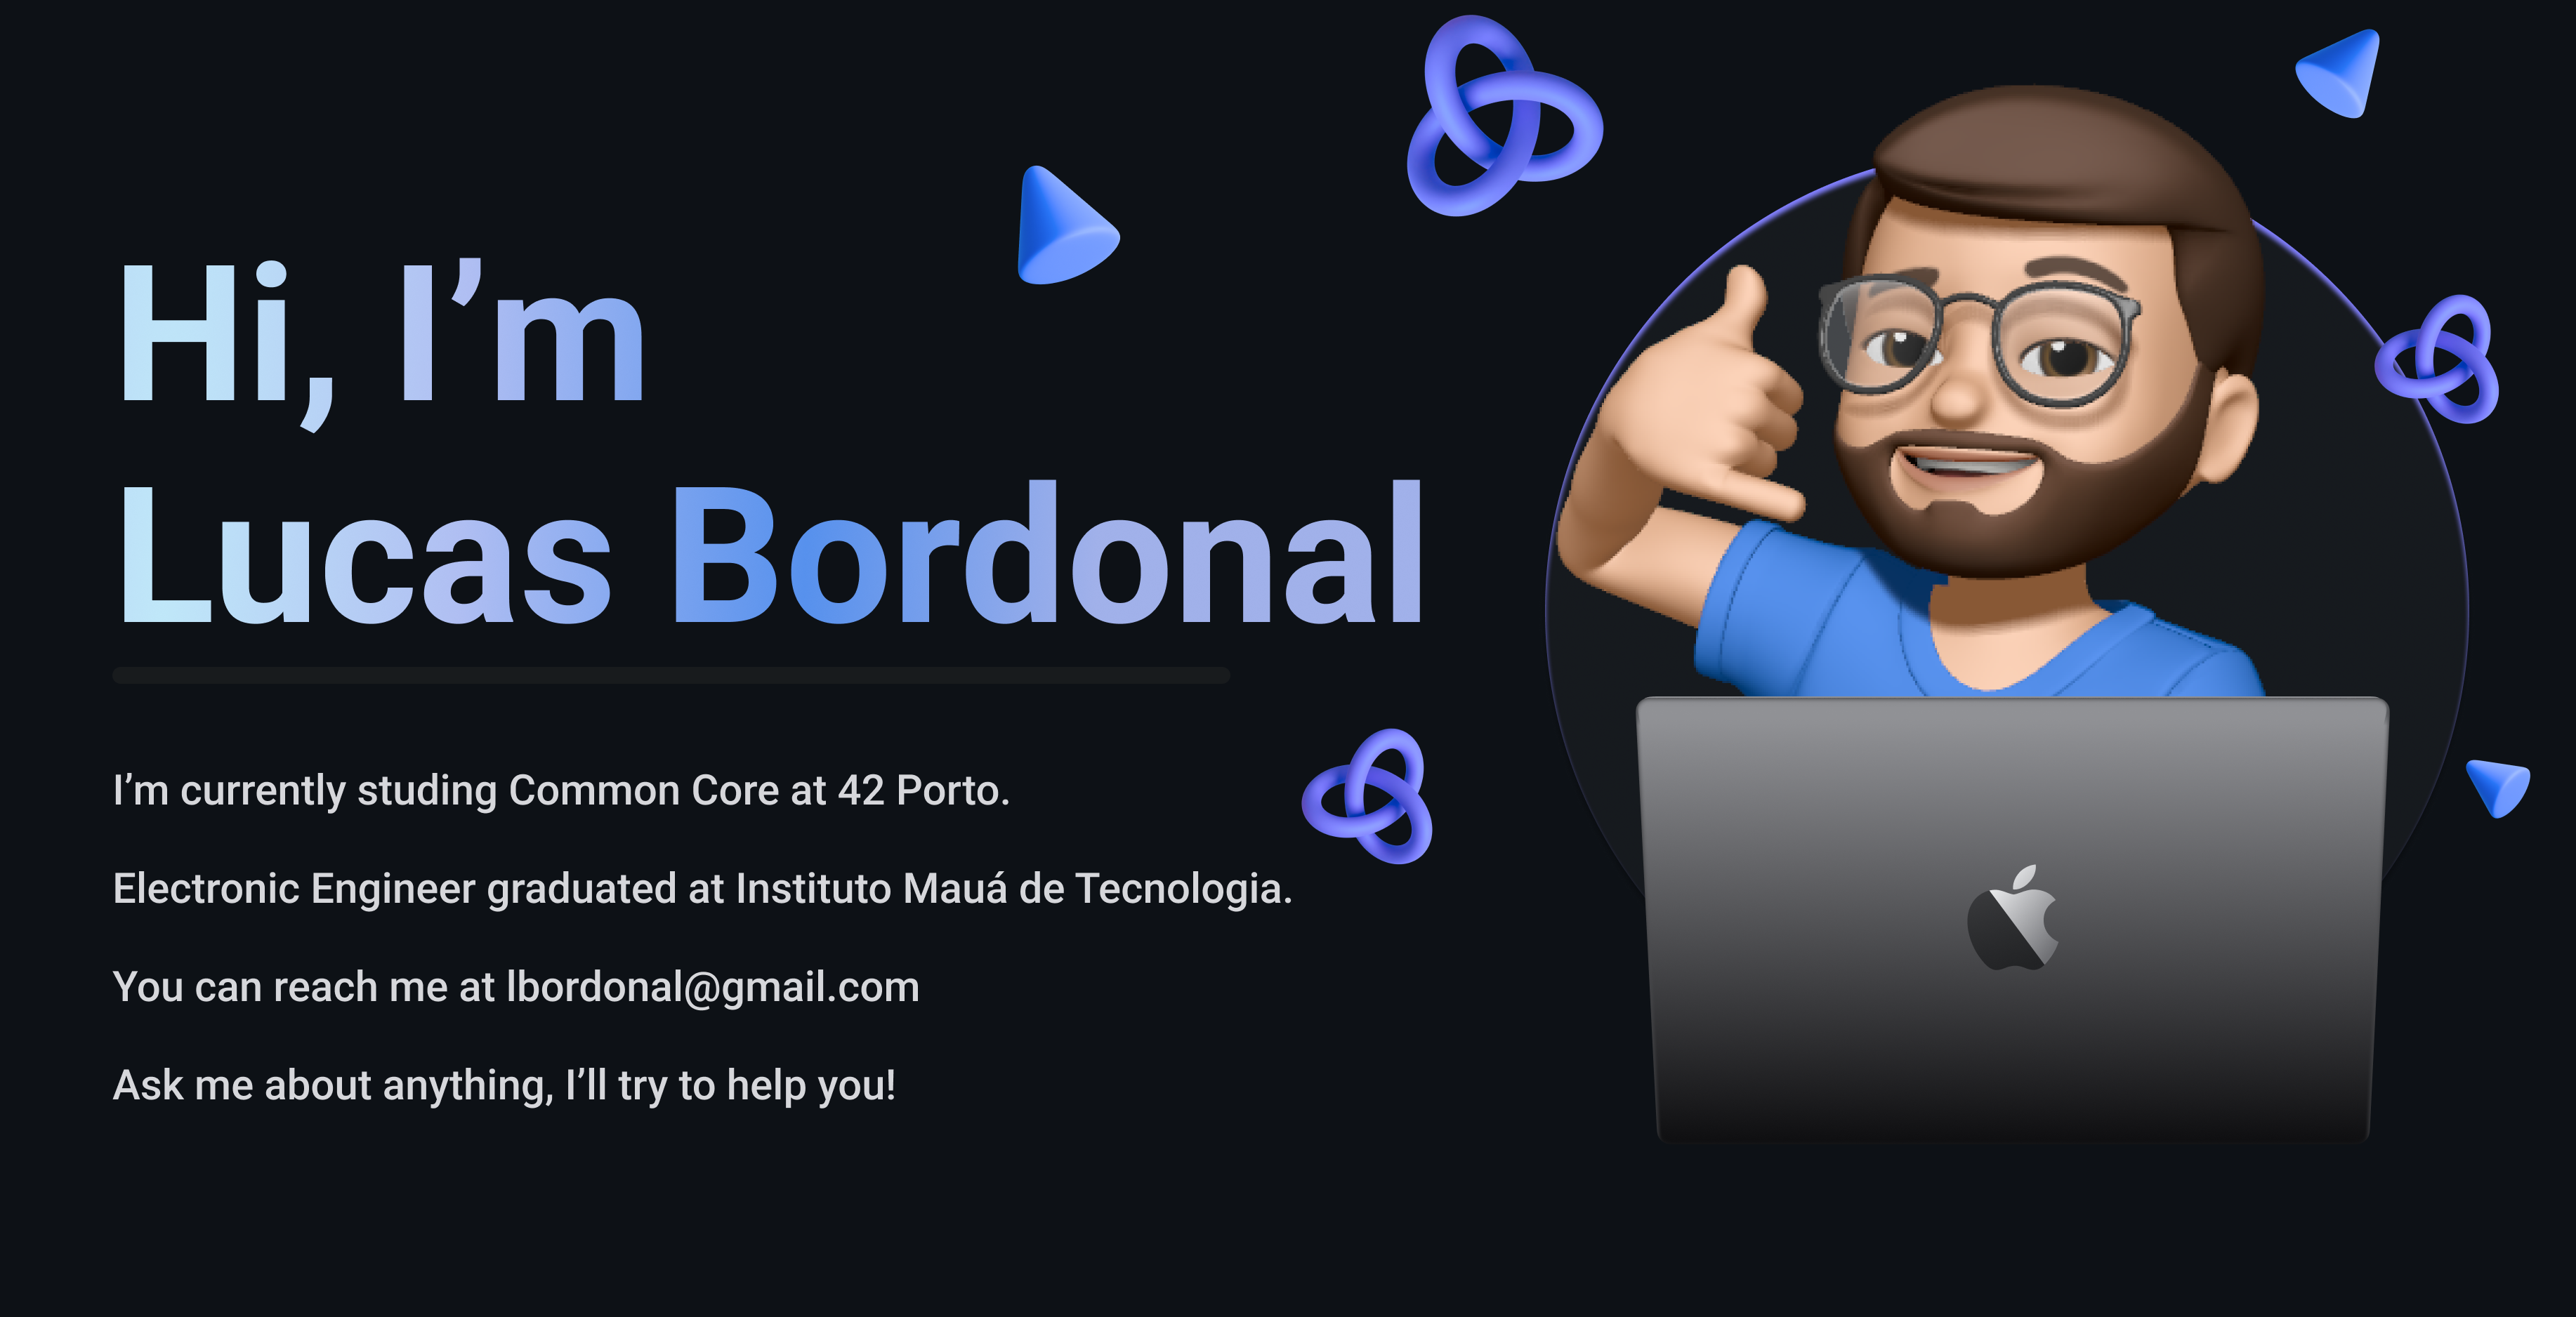 Hi, I’m
Lucas Bordonal
I’m currently studing Common Core at 42 Porto.
Electronic Engineer graduated at Instituto Mauá de Tecnologia.
You can reach me at lbordonal@gmail.com
Ask me about anything, I’ll try to help you!